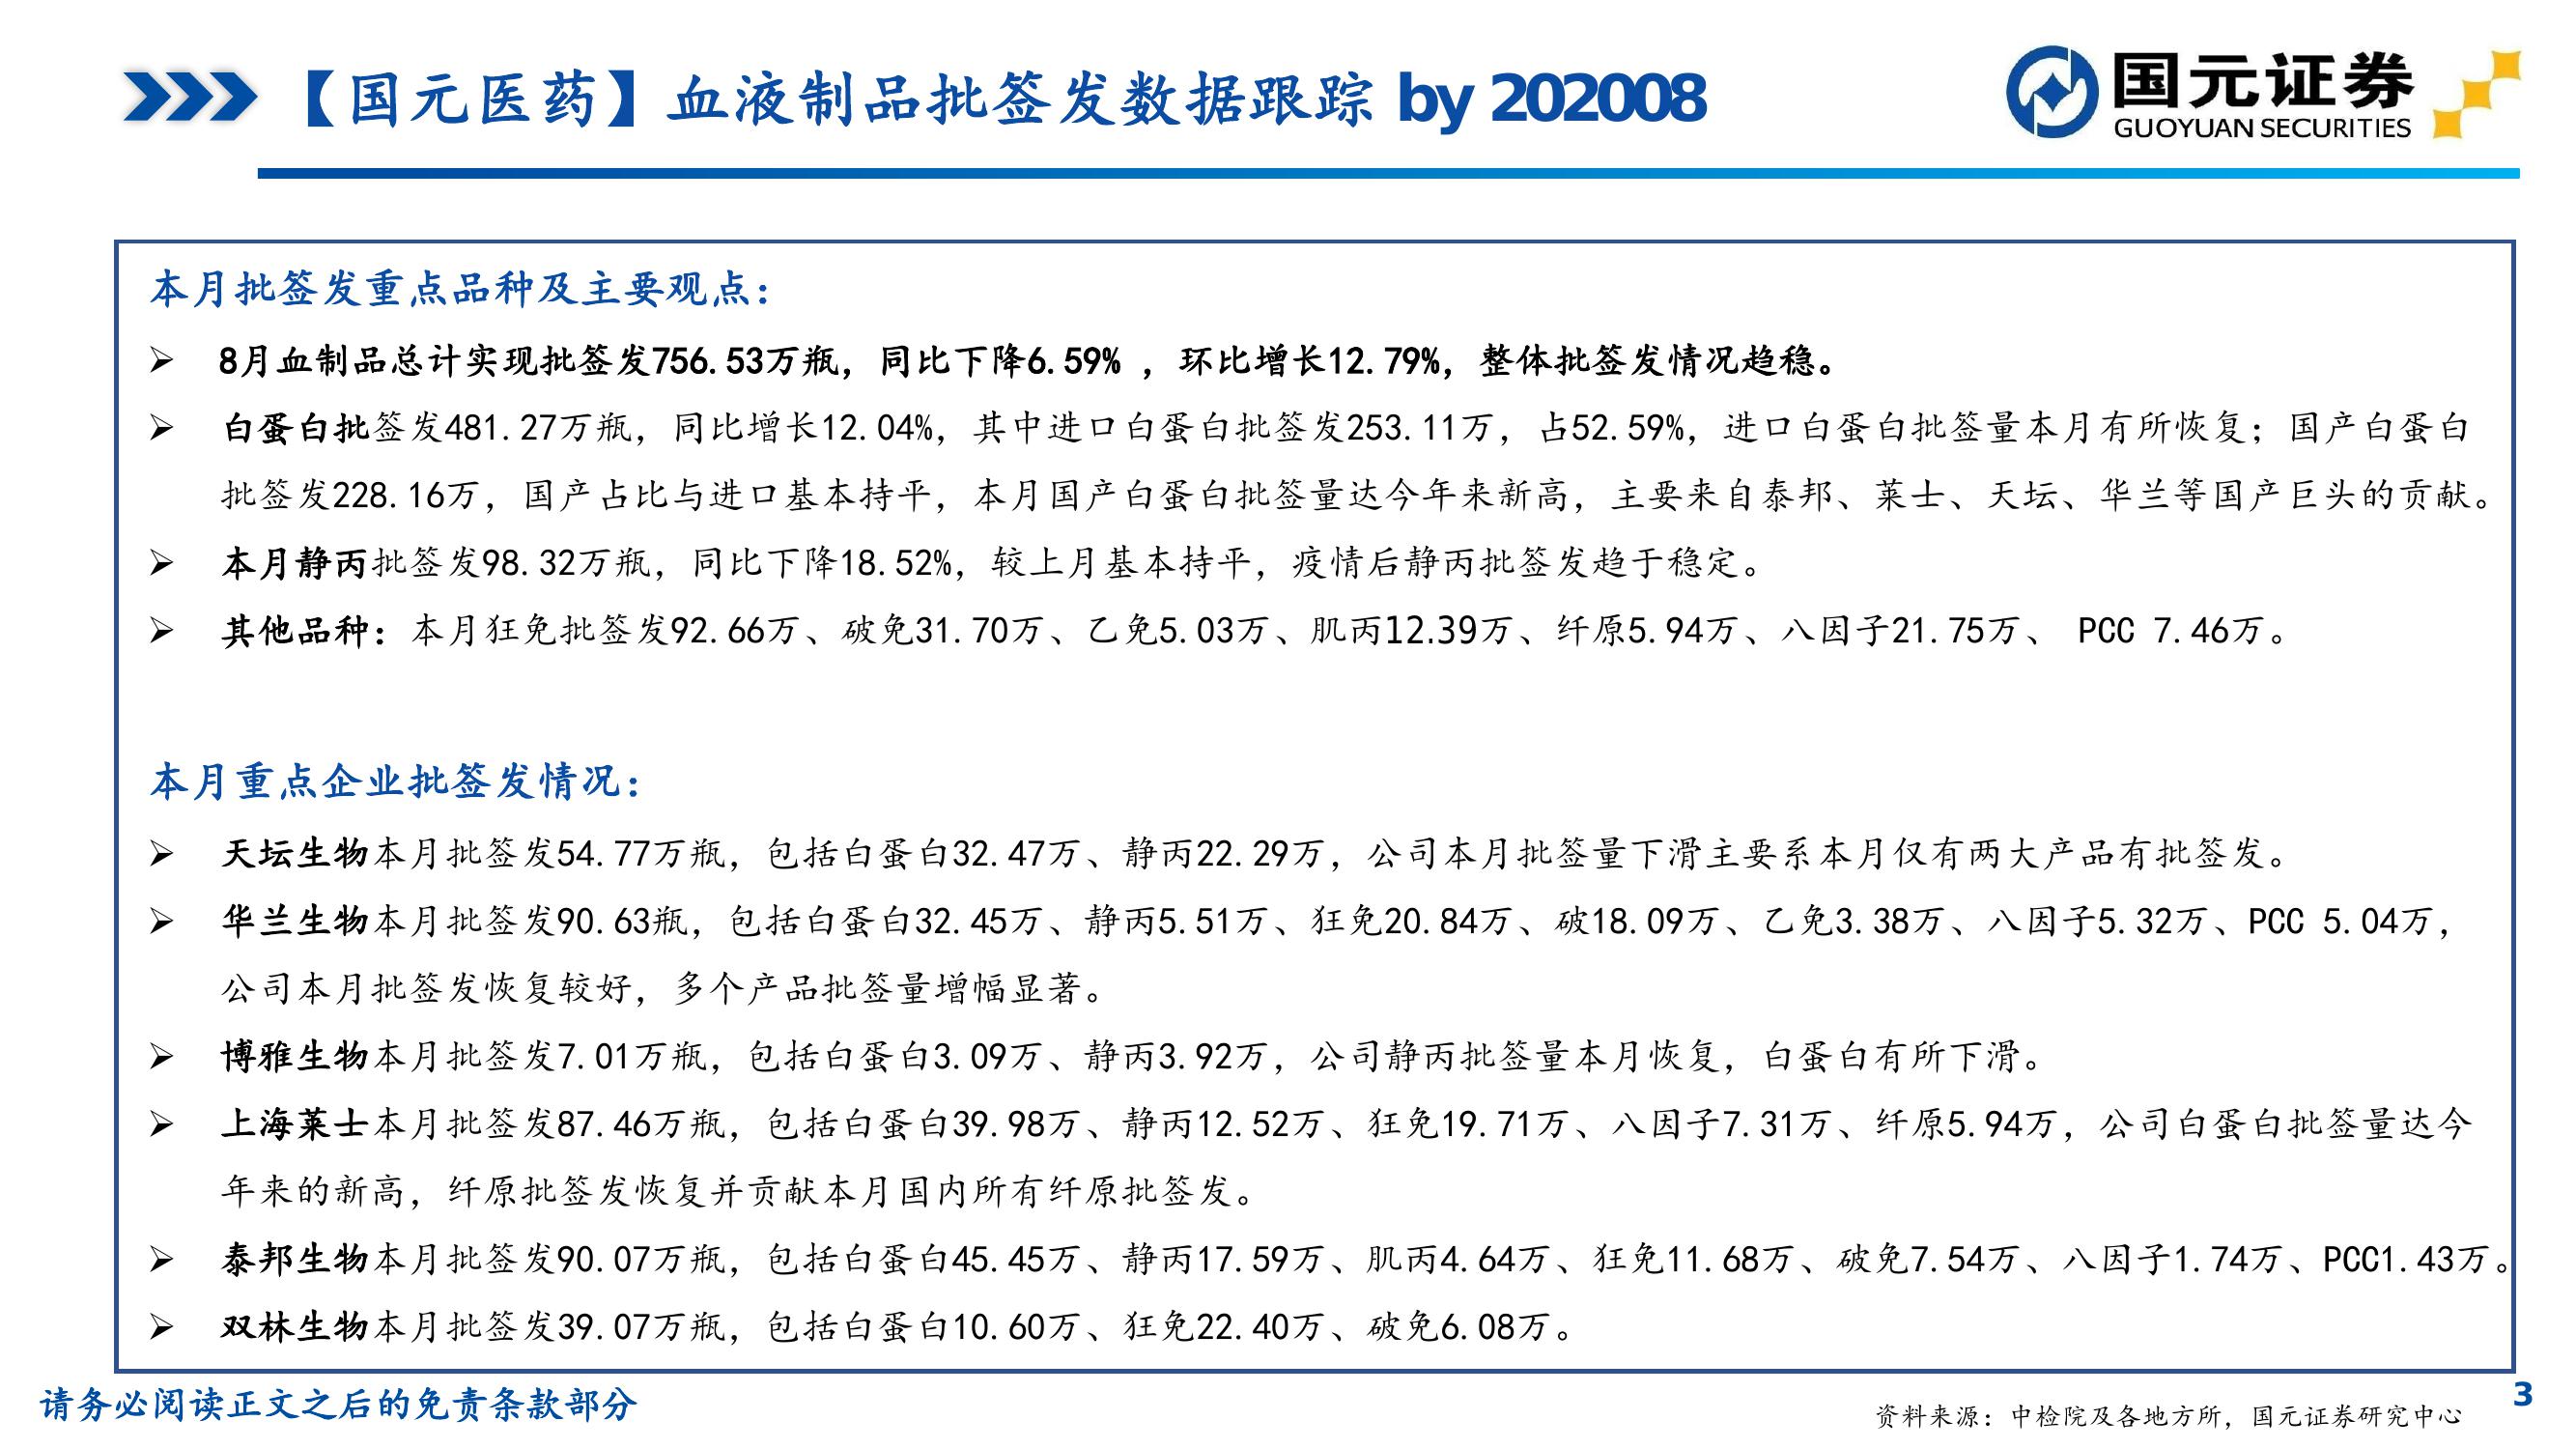 【国元医药】血液制品批签发数据跟踪 by 202008
国元证券
GUOYUAN SECURITIES
本月批签发重点品种及主要观点：
➢ 8月血制品总计实现批签发756.53万瓶，同比下降6.59% ，环比增长12.79%，整体批签发情况趋稳。
➢ 白蛋白批签发481.27万瓶，同比增长12.04%，其中进口白蛋白批签发253.11万，占52.59%，进口白蛋白批签量本月有所恢复；国产白蛋白
批签发228.16万，国产占比与进口基本持平，本月国产白蛋白批签量达今年来新高，主要来自泰邦、莱士、天坛、华兰等国产巨头的贡献。
➢ 本月静丙批签发98.32万瓶，同比下降18.52%，较上月基本持平，疫情后静丙批签发趋于稳定。
➢ 其他品种：本月狂免批签发92.66万、破免31.70万、乙免5.03万、肌丙12.39万、纤原5.94万、八因子21.75万、 PCC 7.46万。
本月重点企业批签发情况：
➢ 天坛生物本月批签发54.77万瓶，包括白蛋白32.47万、静丙22.29万，公司本月批签量下滑主要系本月仅有两大产品有批签发。
➢ 华兰生物本月批签发90.63瓶，包括白蛋白32.45万、静丙5.51万、狂免20.84万、破18.09万、乙免3.38万、八因子5.32万、PCC 5.04万，
公司本月批签发恢复较好，多个产品批签量增幅显著。
➢ 博雅生物本月批签发7.01万瓶，包括白蛋白3.09万、静丙3.92万，公司静丙批签量本月恢复，白蛋白有所下滑。
➢ 上海莱士本月批签发87.46万瓶，包括白蛋白39.98万、静丙12.52万、狂免19.71万、八因子7.31万、纤原5.94万，公司白蛋白批签量达今
年来的新高，纤原批签发恢复并贡献本月国内所有纤原批签发。
➢ 泰邦生物本月批签发90.07万瓶，包括白蛋白45.45万、静丙17.59万、肌丙4.64万、狂免11.68万、破免7.54万、八因子1.74万、PCC1.43万。
➢ 双林生物本月批签发39.07万瓶，包括白蛋白10.60万、狂免22.40万、破免6.08万。
请务必阅读正文之后的免责条款部分
资料来源：中检院及各地方所，国元证券研究中心
3